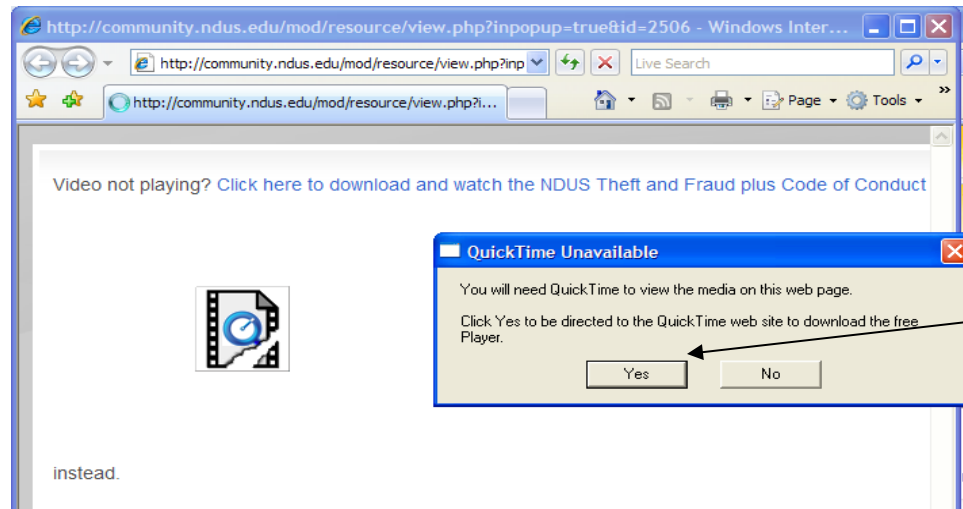 http://community.ndus.edu/mod/resource/view.php?inpopup=true&id=2506 - Windows Inter...
http://community.ndus.edu/mod/resource/view.php?inp
Live Search
http://community.ndus.edu/mod/resource/view.php?i...
Page
Tools
»
Video not playing? Click here to download and watch the NDUS Theft and Fraud plus Code of Conduct
QuickTime Unavailable
You will need QuickTime to view the media on this web page.
Click Yes to be directed to the QuickTime web site to download the free
Player.
Yes
No
instead.